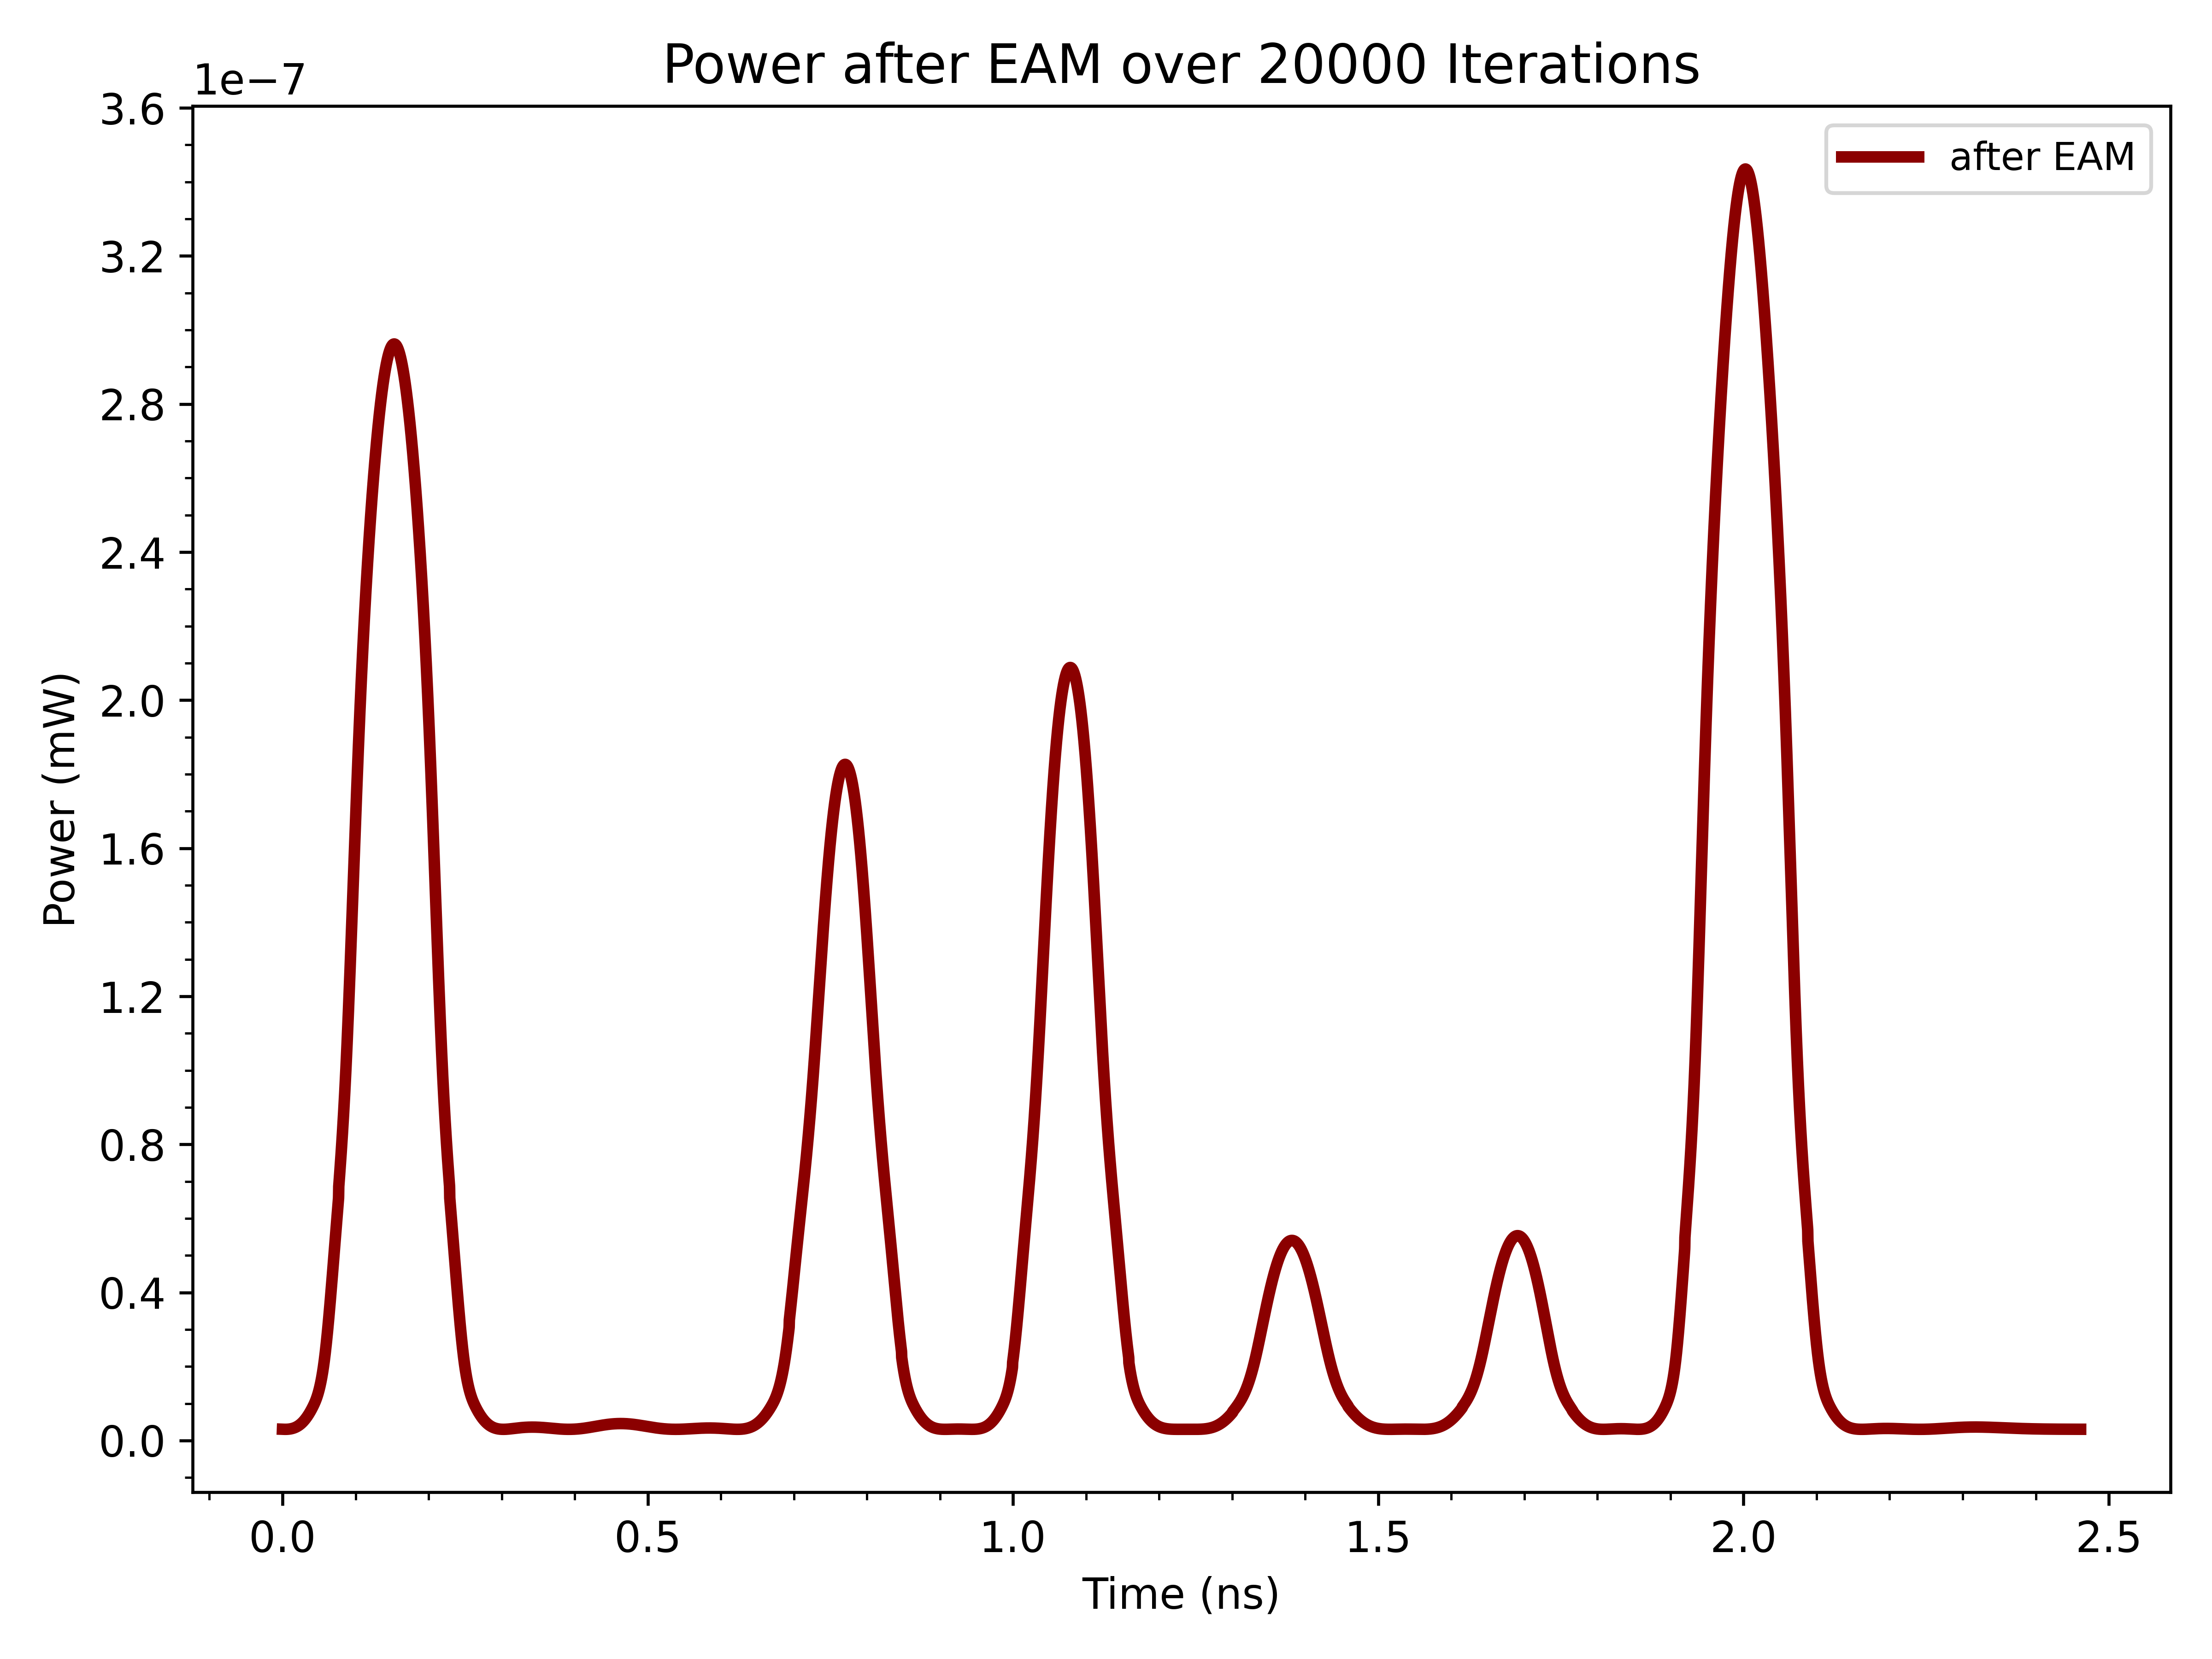 Power after EAM over 20000 Iterations
1e−7
after EAM
3.6
3.2
2.8
2.4
2.0
1.6
1.2
0.8
0.4
0.0
Power (mW)
0.0 0.5 1.0 1.5 2.0 2.5
Time (ns)